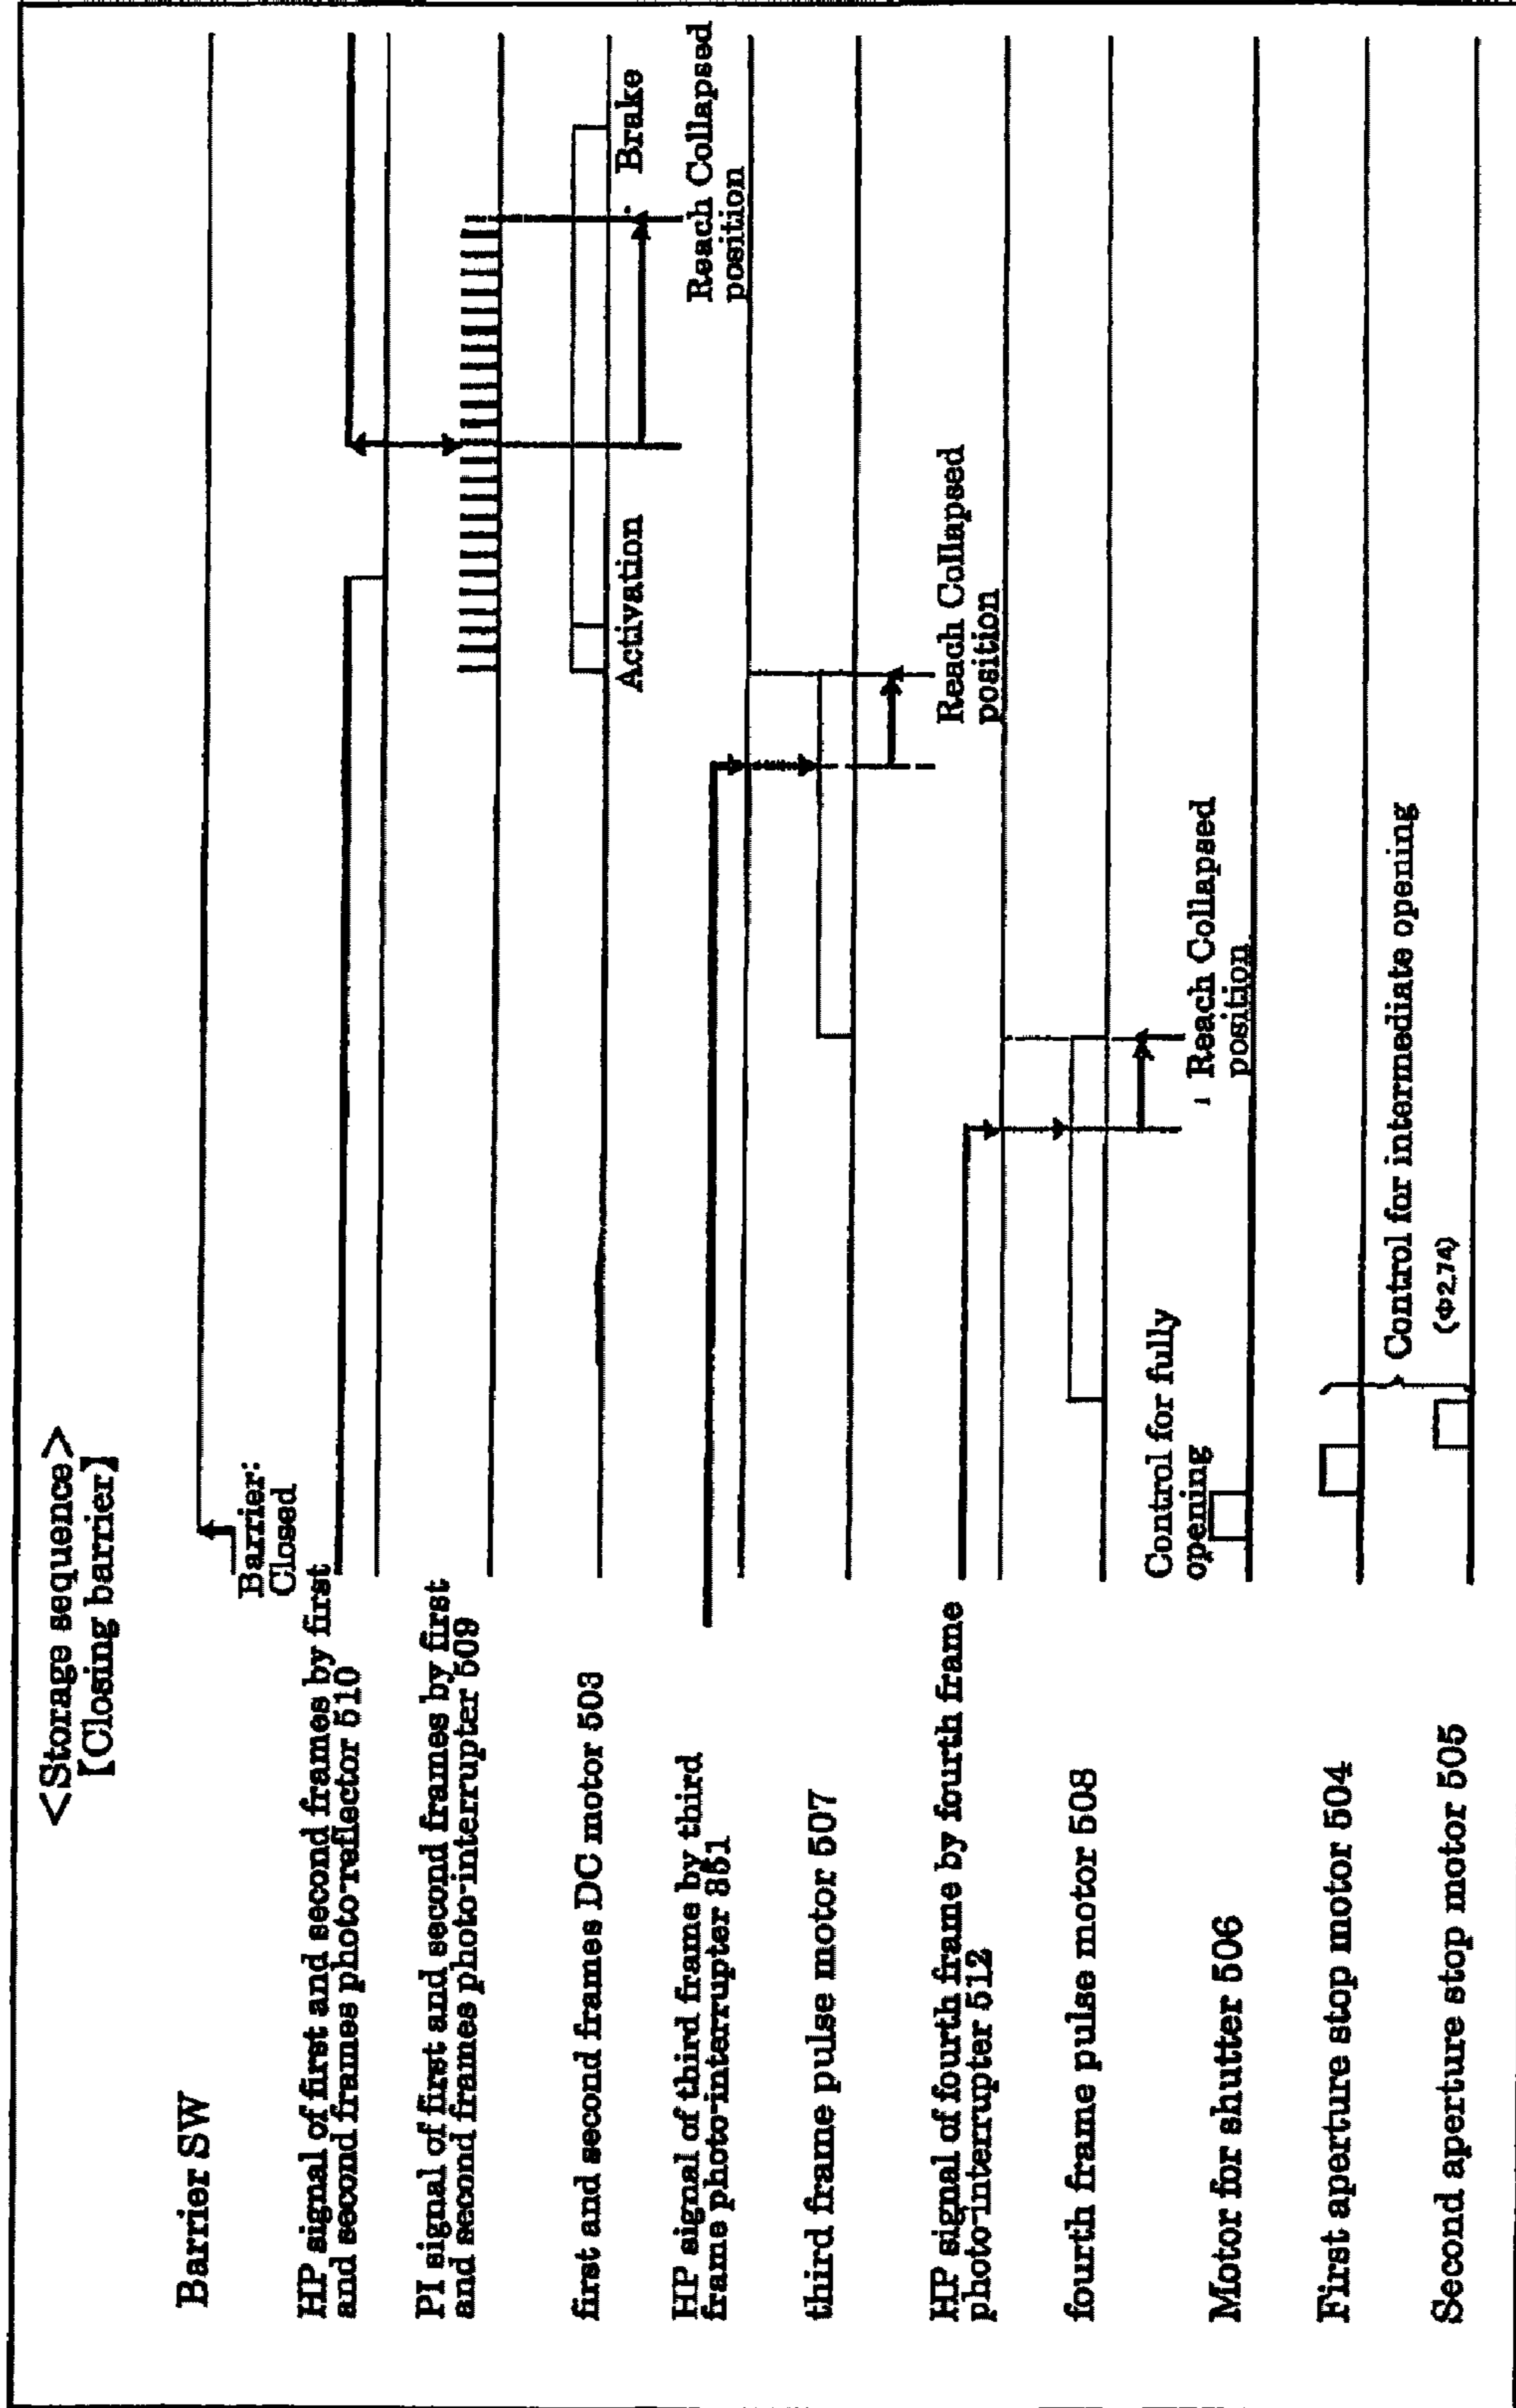 <Storage sequence>
【Closing barrier】
Barrier SW
Barrier:
Closed
HP signal of first and second frames by first
and second frames photo-reflector 510
PI signal of first and second frames by first
and second frames photo-interrupter 509
first and second frames DC motor 503
Activation
Brake
Reach Collapsed
position
HP signal of third frame by third
frame photo-interrupter 851
third frame pulse motor 507
Reach Collapsed
position
HP signal of fourth frame by fourth frame
photo-interrupter 512
fourth frame pulse motor 508
Reach Collapsed
position
Control for fully
opening
Motor for shutter 506
First aperture stop motor 504
Control for intermediate opening
(Φ2.74)
Second aperture stop motor 505